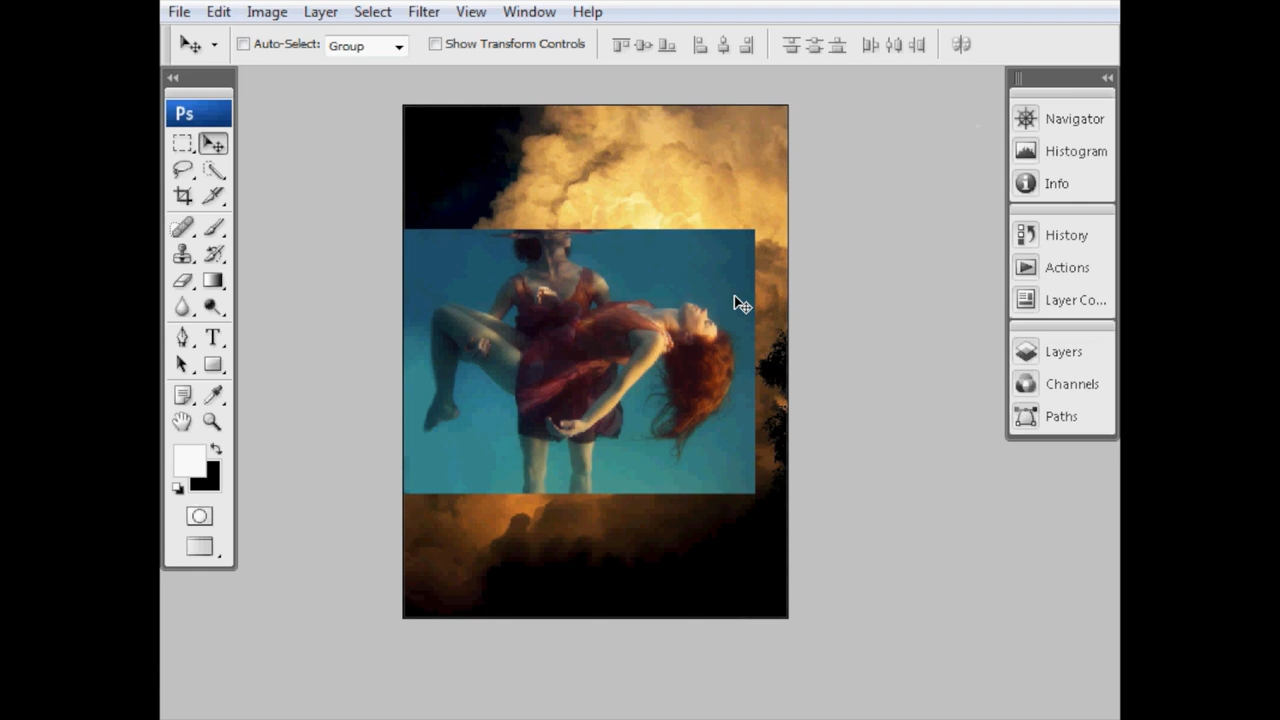 File Edit Image Layer Select Filter View Window Help
Auto-Select: Group Show Transform Controls
Ps
Navigator
Histogram
Info
History
Actions
Layer Co...
Layers
Channels
Paths
T